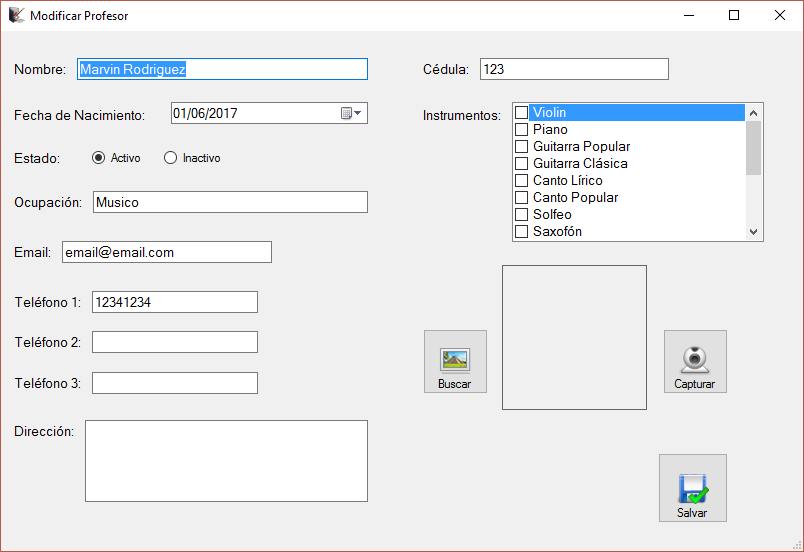 Modificar Profesor
Nombre: Marvin Rodriguez
Cédula: 123
Fecha de Nacimiento: 01/06/2017
Instrumentos:
Violin
Piano
Guitarra Popular
Guitarra Clásica
Canto Lírico
Canto Popular
Solfeo
Saxofón
Estado: Activo Inactivo
Ocupación: Musico
Email: email@email.com
Teléfono 1: 12341234
Teléfono 2:
Teléfono 3:
Buscar
Capturar
Dirección:
Salvar